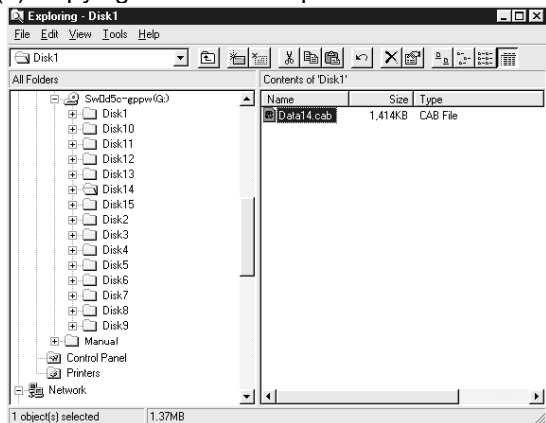 Exploring - Disk1
File Edit View Tools Help
Disk1
All Folders
Contents of 'Disk1'
Sw0d5c-gppw(G:)
Disk1
Disk10
Disk11
Disk12
Disk13
Disk14
Disk15
Disk2
Disk3
Disk4
Disk5
Disk6
Disk7
Disk8
Disk9
Manual
Control Panel
Printers
Network
Name Size Type
Data14.cab 1,414KB CAB File
1 object(s) selected 1.37MB